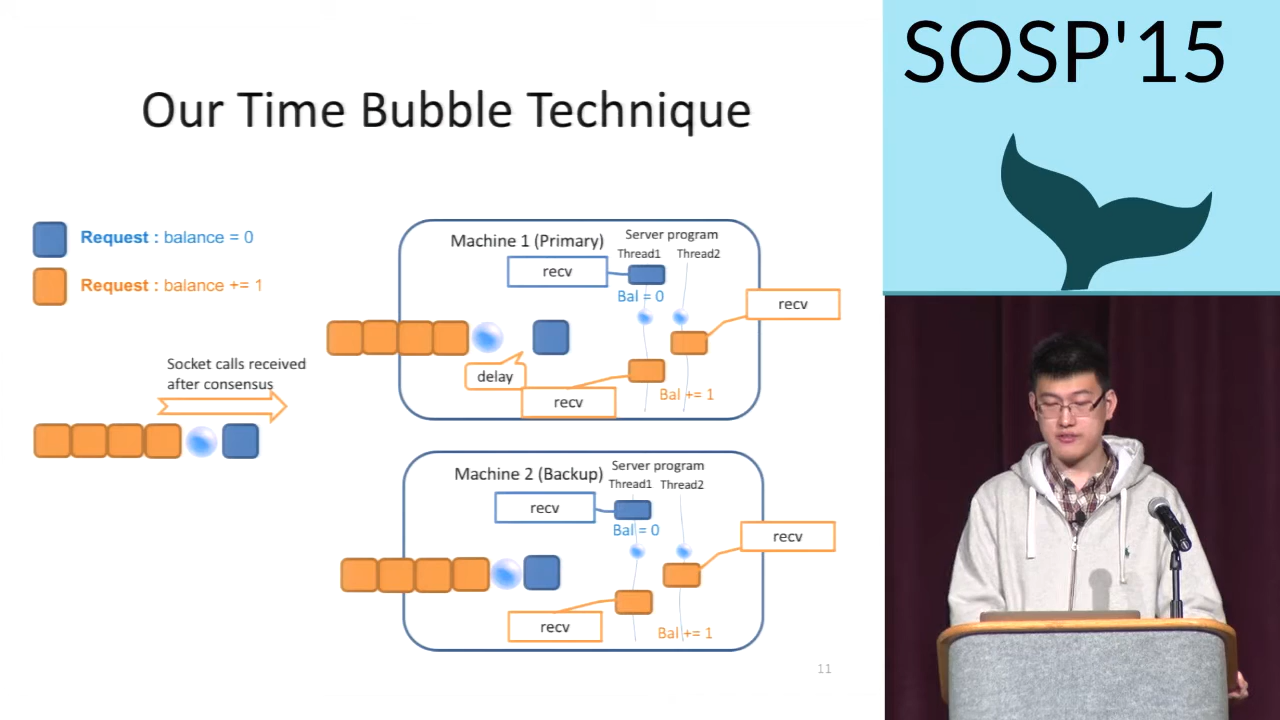 Our Time Bubble Technique
SOSP'15
Request : balance = 0
Request : balance += 1
Socket calls received
after consensus
Machine 1 (Primary)
Server program
Thread1 Thread2
recv
Bal = 0
recv
delay
recv
Bal += 1
Machine 2 (Backup)
Server program
Thread1 Thread2
recv
Bal = 0
recv
recv
Bal += 1
11